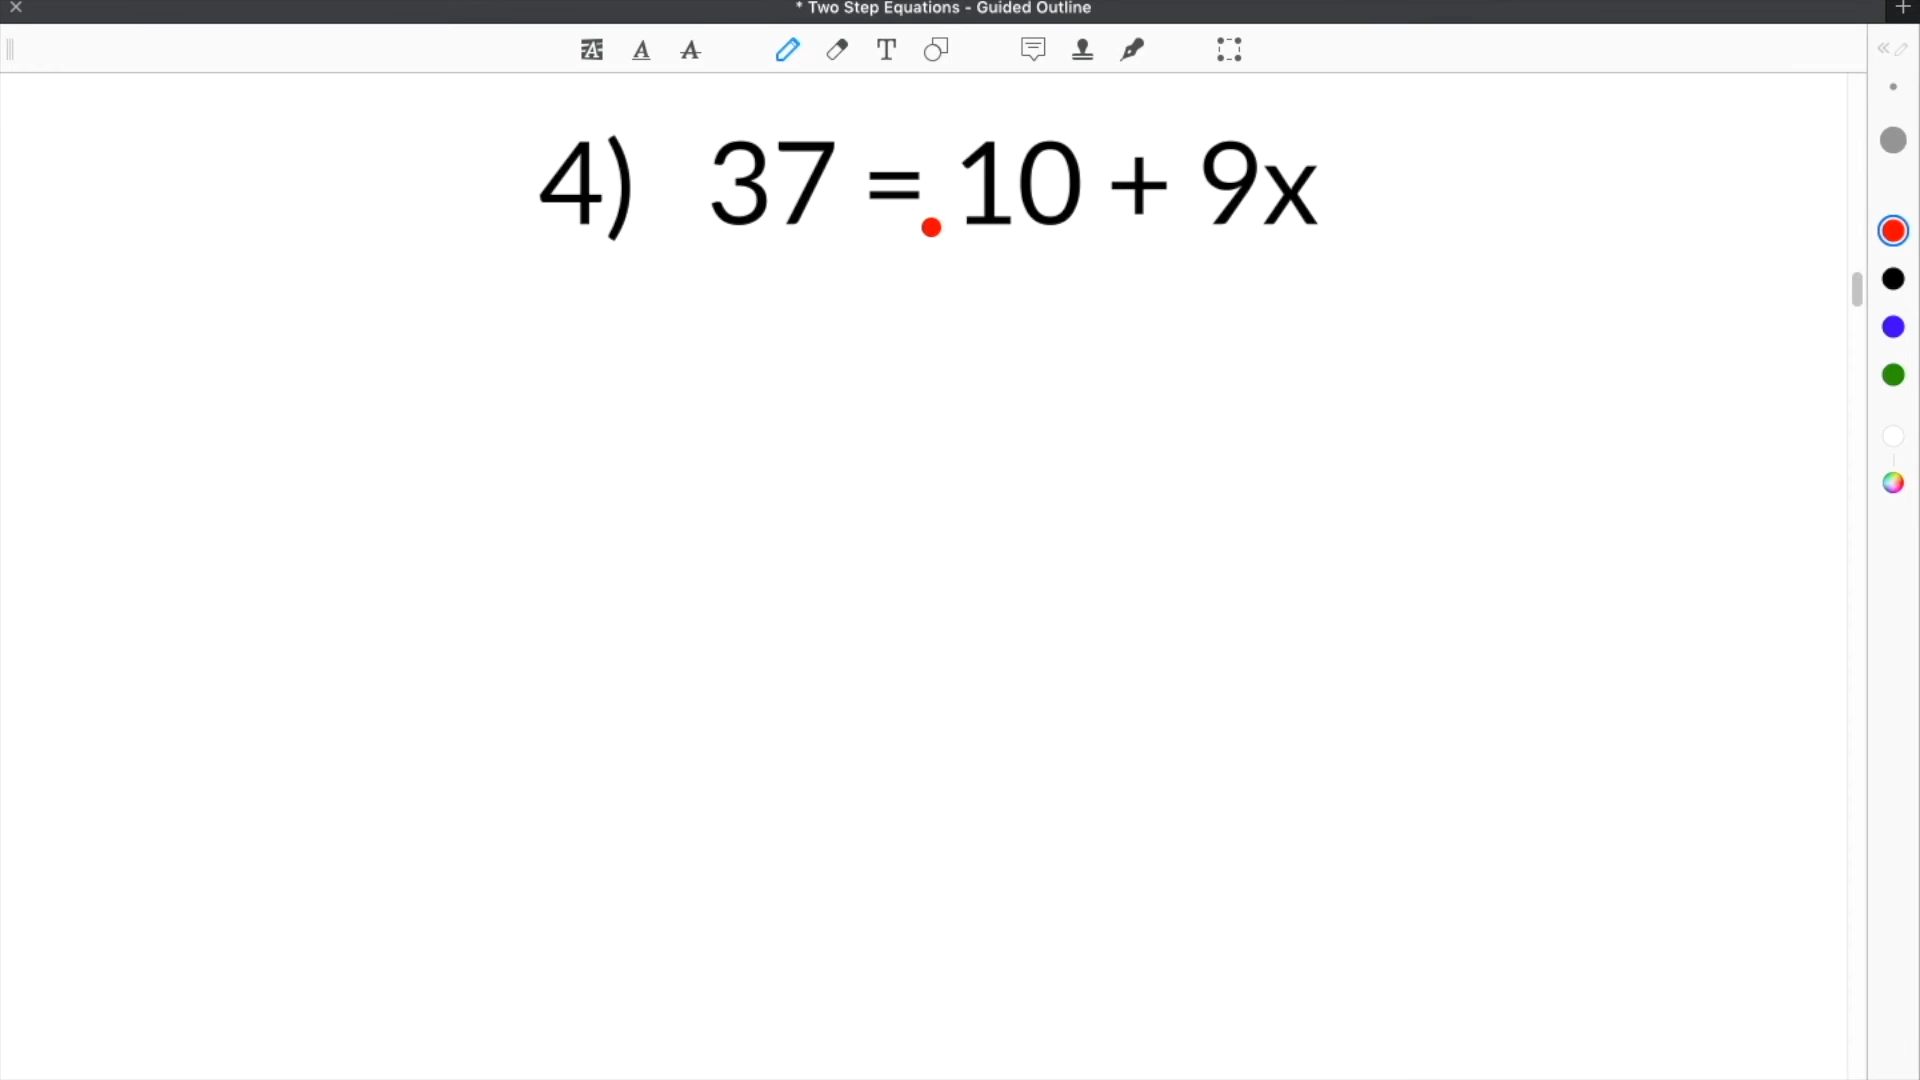 * Two Step Equations - Guided Outline
4) 37 = 10 + 9x